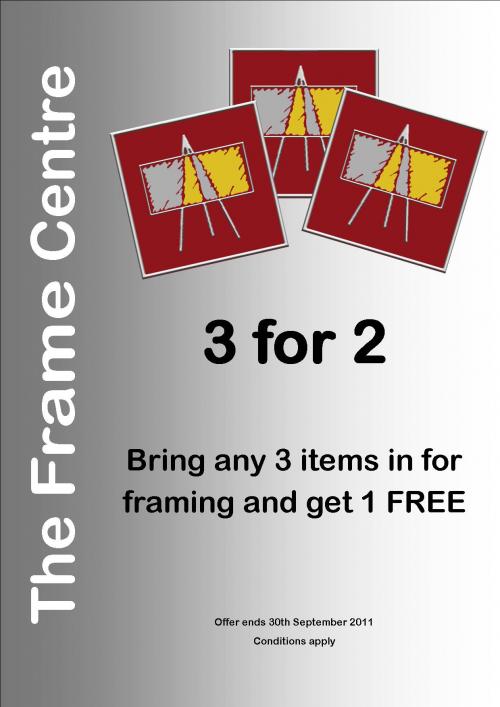 The Frame Centre
3 for 2
Bring any 3 items in for
framing and get 1 FREE
Offer ends 30th September 2011
Conditions apply